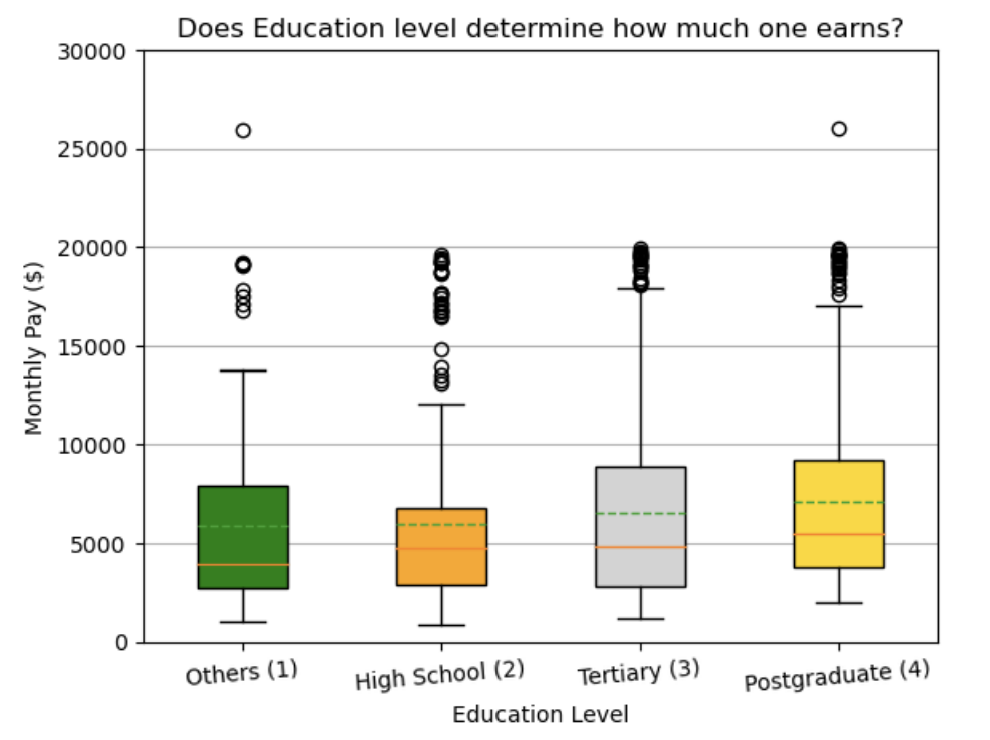 Does Education level determine how much one earns?
30000
25000
20000
15000
10000
5000
0
Monthly Pay ($)
Others (1)
High School (2)
Tertiary (3)
Postgraduate (4)
Education Level